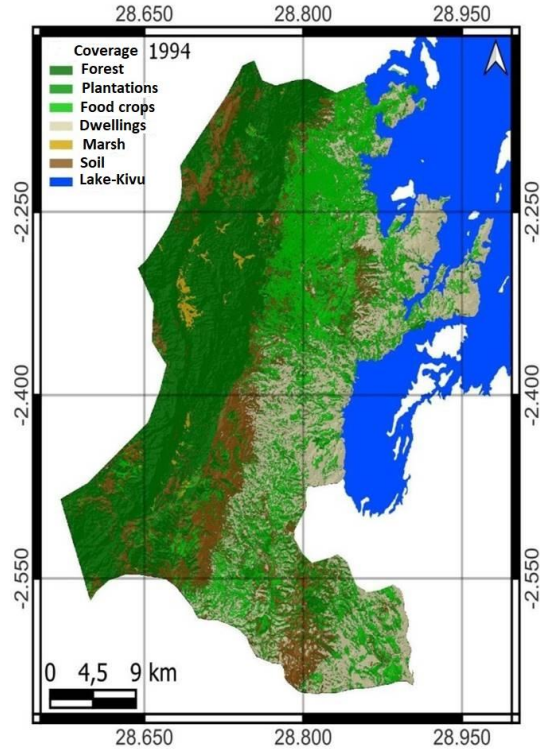 28.650 28.800 28.950
Coverage 1994
Forest
Plantations
Food crops
Dwellings
Marsh
Soil
Lake-Kivu
-2.250 -2.250
-2.400 -2.400
-2.550 -2.550
0 4,5 9 km
28.650 28.800 28.950